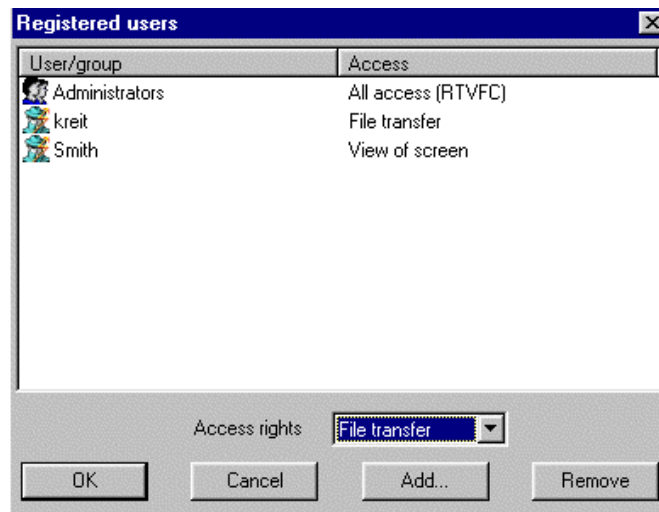 Registered users
User/group Access
Administrators All access (RTVFC)
kreit File transfer
Smith View of screen
Access rights File transfer
OK Cancel Add... Remove